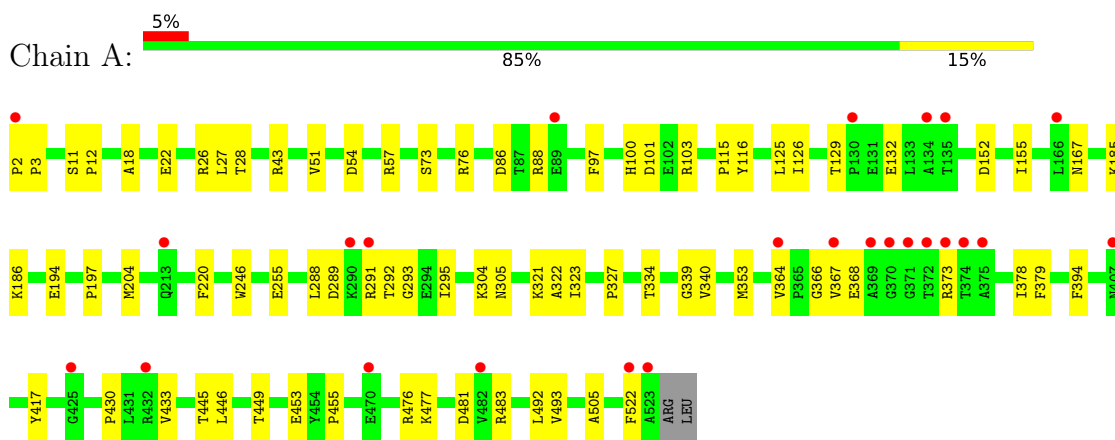 5%
Chain A:
85% 15%
P2 P3 S11 P12 A18 E22 R26 L27 T28 R43 V51 D54 R57 S73 R76 D86 T87 R88 E89 F97 H100 D101 E102 R103 P115 Y116 L125 I126 T129 P130 E131 E132 L133 A134 T135 D152 I155 L166 N167 K185
K186 E194 P197 M204 Q213 F220 W246 E255 L288 D289 K290 R291 T292 G293 E294 I295 K304 N305 K321 A322 I323 P327 T334 G339 V340 M353 V364 P365 G366 V367 E368 A369 G370 G371 T372 R373 T374 A375 I378 F379 F394 N407
Y417 G425 P430 L431 R432 V433 T445 L446 T449 E453 Y454 P455 E470 R476 K477 D481 V482 R483 L492 V493 A505 F522 A523 ARG LEU